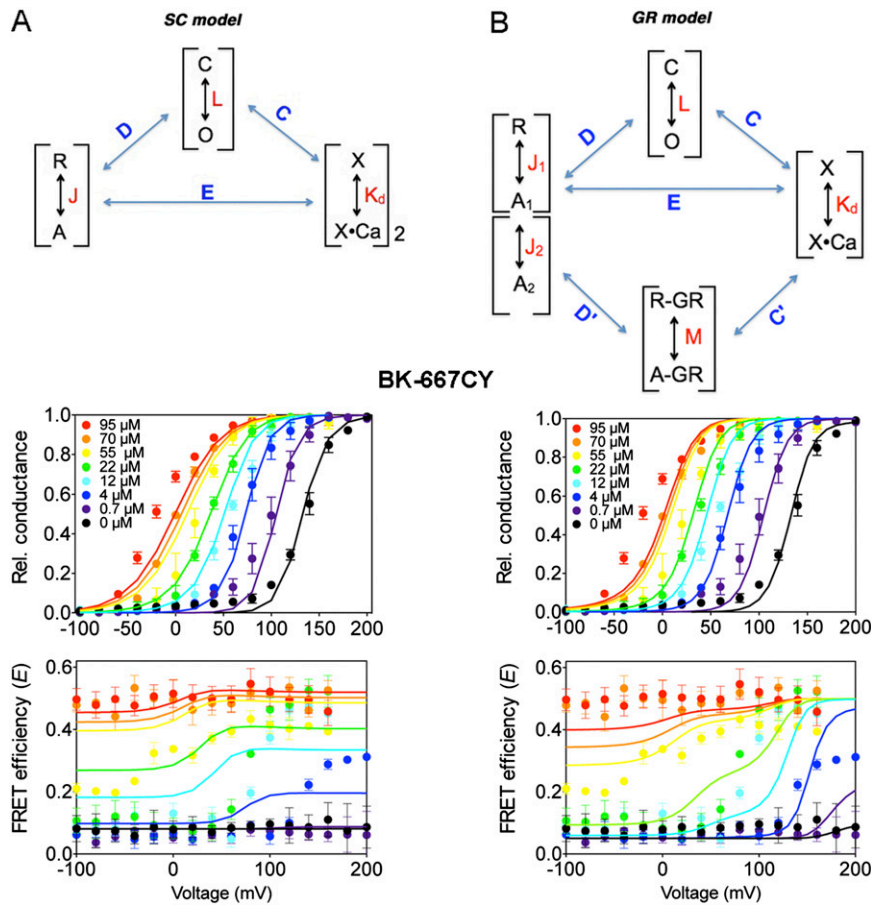 A
SC model
C
L
O
D
C
R
J
A
E
X
Kd
X•Ca
2
B
GR model
C
L
O
D
C
R
J1
A1
E
J2
A2
X
Kd
X•Ca
D'
C'
R-GR
M
A-GR
BK-667CY
Rel. conductance
1.0
0.8
0.6
0.4
0.2
0.0
95 µM
70 µM
55 µM
22 µM
12 µM
4 µM
0.7 µM
0 µM
-100 -50 0 50 100 150 200
Rel. conductance
1.0
0.8
0.6
0.4
0.2
0.0
95 µM
70 µM
55 µM
22 µM
12 µM
4 µM
0.7 µM
0 µM
-100 -50 0 50 100 150 200
FRET efficiency (E)
0.6
0.4
0.2
0.0
-100 0 100 200
Voltage (mV)
FRET efficiency (E)
0.6
0.4
0.2
0.0
-100 0 100 200
Voltage (mV)